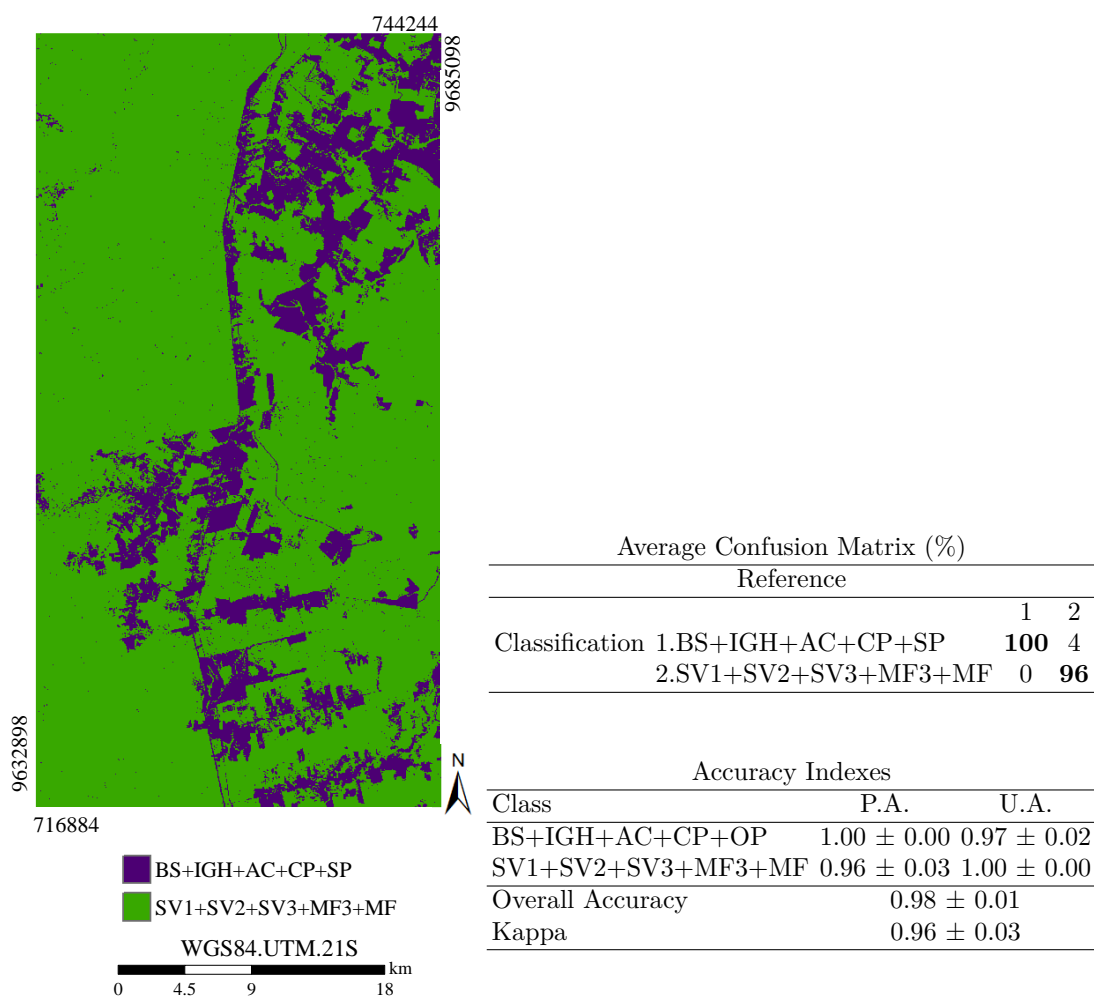 744244
9685098
9632898
716884
N
BS+IGH+AC+CP+SP
SV1+SV2+SV3+MF3+MF
WGS84.UTM.21S
km
0 4.5 9 18
Average Confusion Matrix (%)
Reference
1 2
Classification 1.BS+IGH+AC+CP+SP 100 4
2.SV1+SV2+SV3+MF3+MF 0 96
Accuracy Indexes
Class P.A. U.A.
BS+IGH+AC+CP+OP 1.00 ± 0.00 0.97 ± 0.02
SV1+SV2+SV3+MF3+MF 0.96 ± 0.03 1.00 ± 0.00
Overall Accuracy 0.98 ± 0.01
Kappa 0.96 ± 0.03